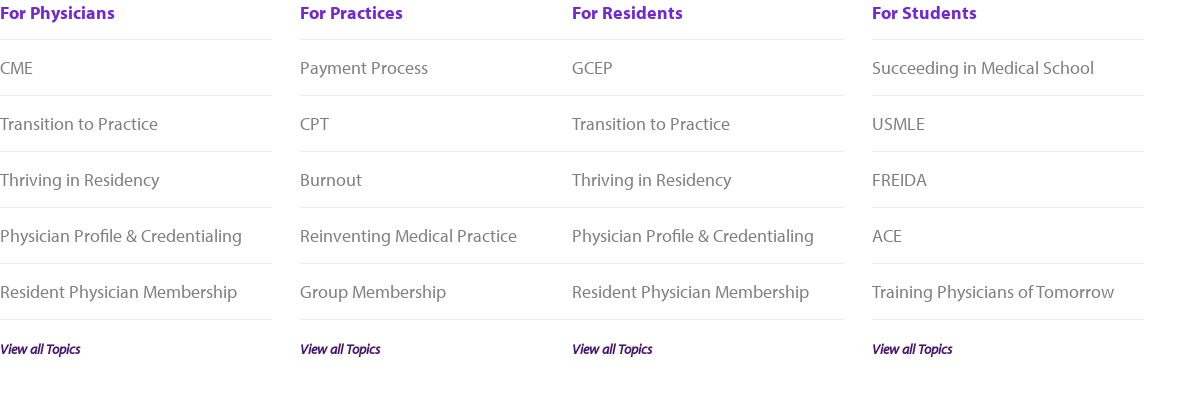 For Physicians
CME
Transition to Practice
Thriving in Residency
Physician Profile & Credentialing
Resident Physician Membership
View all Topics
For Practices
Payment Process
CPT
Burnout
Reinventing Medical Practice
Group Membership
View all Topics
For Residents
GCEP
Transition to Practice
Thriving in Residency
Physician Profile & Credentialing
Resident Physician Membership
View all Topics
For Students
Succeeding in Medical School
USMLE
FREIDA
ACE
Training Physicians of Tomorrow
View all Topics